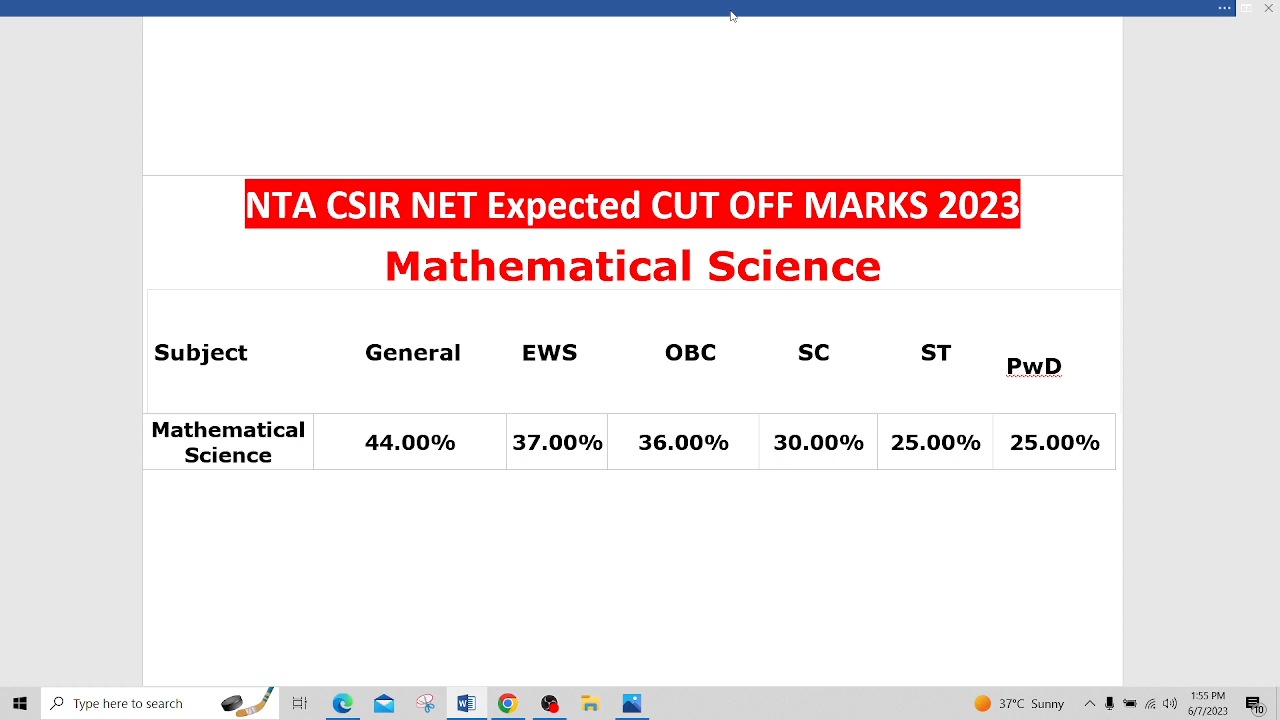 NTA CSIR NET Expected CUT OFF MARKS 2023
Mathematical Science
Subject General EWS OBC SC ST PwD
Mathematical Science 44.00% 37.00% 36.00% 30.00% 25.00% 25.00%
Type here to search
37°C Sunny
1:55 PM
6/7/2023
10